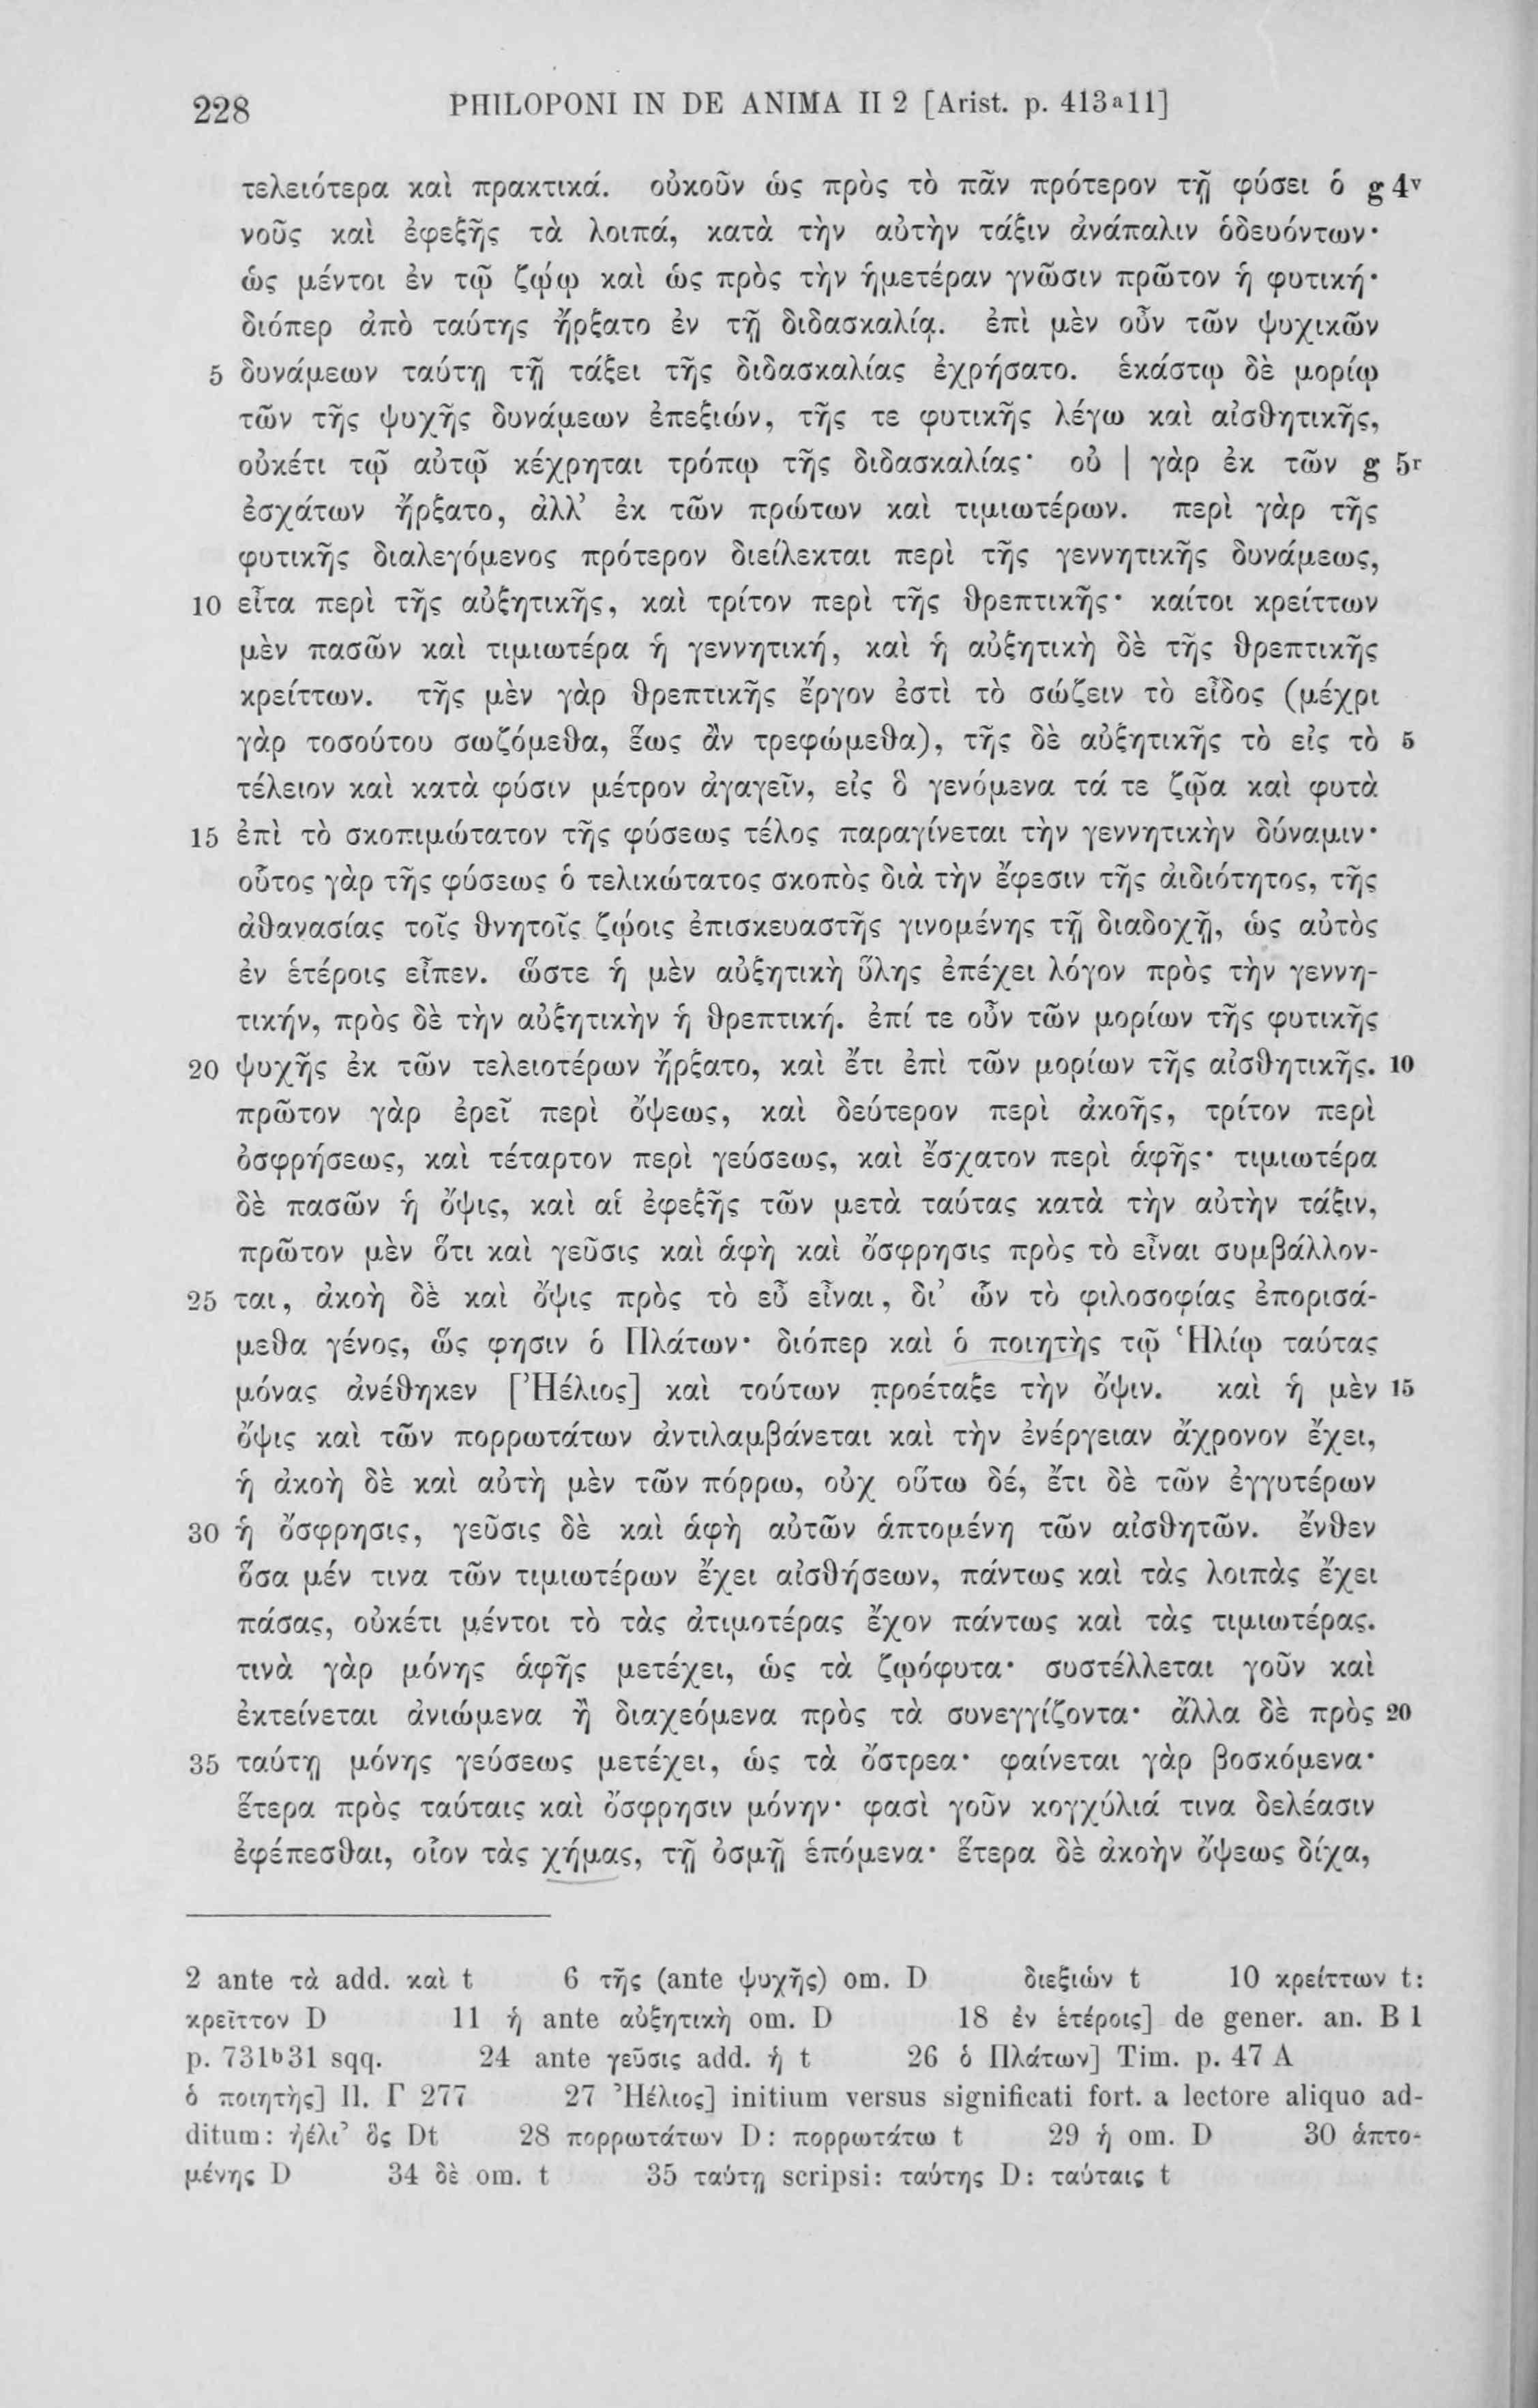 228 PHILOPONI IN DE ANIMA II 2 [Arist. p. 413ᵃ11]
τελειότερα καὶ πρακτικά. οὐκοῦν ὡς πρὸς τὸ πᾶν πρότερον τῇ φύσει ὁ g 4ᵛ
νοῦς καὶ ἐφεξῆς τὰ λοιπά, κατὰ τὴν αὐτὴν τάξιν ἀνάπαλιν ὁδευόντων·
ὡς μέντοι ἐν τῷ ζῴῳ καὶ ὡς πρὸς τὴν ἡμετέραν γνῶσιν πρῶτον ἡ φυτική·
διόπερ ἀπὸ ταύτης ἤρξατο ἐν τῇ διδασκαλίᾳ. ἐπὶ μὲν οὖν τῶν ψυχικῶν
5 δυνάμεων ταύτῃ τῇ τάξει τῆς διδασκαλίας ἐχρήσατο. ἑκάστῳ δὲ μορίῳ
τῶν τῆς ψυχῆς δυνάμεων ἐπεξιών, τῆς τε φυτικῆς λέγω καὶ αἰσθητικῆς,
οὐκέτι τῷ αὐτῷ κέχρηται τρόπῳ τῆς διδασκαλίας· οὐ | γὰρ ἐκ τῶν g 5ʳ
ἐσχάτων ἤρξατο, ἀλλ’ ἐκ τῶν πρώτων καὶ τιμιωτέρων. περὶ γὰρ τῆς
φυτικῆς διαλεγόμενος πρότερον διείλεκται περὶ τῆς γεννητικῆς δυνάμεως,
10 εἶτα περὶ τῆς αὐξητικῆς, καὶ τρίτον περὶ τῆς θρεπτικῆς· καίτοι κρείττων
μὲν πασῶν καὶ τιμιωτέρα ἡ γεννητική, καὶ ἡ αὐξητικὴ δὲ τῆς θρεπτικῆς
κρείττων. τῆς μὲν γὰρ θρεπτικῆς ἔργον ἐστὶ τὸ σώζειν τὸ εἶδος (μέχρι
γὰρ τοσούτου σωζόμεθα, ἕως ἂν τρεφώμεθα), τῆς δὲ αὐξητικῆς τὸ εἰς τὸ 5
τέλειον καὶ κατὰ φύσιν μέτρον ἀγαγεῖν, εἰς ὃ γενόμενα τά τε ζῷα καὶ φυτὰ
15 ἐπὶ τὸ σκοπιμώτατον τῆς φύσεως τέλος παραγίνεται τὴν γεννητικὴν δύναμιν·
οὗτος γὰρ τῆς φύσεως ὁ τελικώτατος σκοπὸς διὰ τὴν ἔφεσιν τῆς ἀιδιότητος, τῆς
ἀθανασίας τοῖς θνητοῖς ζῴοις ἐπισκευαστῆς γινομένης τῇ διαδοχῇ, ὡς αὐτὸς
ἐν ἑτέροις εἶπεν. ὥστε ἡ μὲν αὐξητικὴ ὕλης ἐπέχει λόγον πρὸς τὴν γεννη-
τικήν, πρὸς δὲ τὴν αὐξητικὴν ἡ θρεπτική. ἐπί τε οὖν τῶν μορίων τῆς φυτικῆς
20 ψυχῆς ἐκ τῶν τελειοτέρων ἤρξατο, καὶ ἔτι ἐπὶ τῶν μορίων τῆς αἰσθητικῆς. 10
πρῶτον γὰρ ἐρεῖ περὶ ὄψεως, καὶ δεύτερον περὶ ἀκοῆς, τρίτον περὶ
ὀσφρήσεως, καὶ τέταρτον περὶ γεύσεως, καὶ ἔσχατον περὶ ἁφῆς· τιμιωτέρα
δὲ πασῶν ἡ ὄψις, καὶ αἱ ἐφεξῆς τῶν μετὰ ταύτας κατὰ τὴν αὐτὴν τάξιν,
πρῶτον μὲν ὅτι καὶ γεῦσις καὶ ἁφὴ καὶ ὄσφρησις πρὸς τὸ εἶναι συμβάλλον-
25 ται, ἀκοὴ δὲ καὶ ὄψις πρὸς τὸ εὖ εἶναι, δι’ ὧν τὸ φιλοσοφίας ἐπορισά-
μεθα γένος, ὥς φησιν ὁ Πλάτων· διόπερ καὶ ὁ ποιητὴς τῷ Ἡλίῳ ταύτας
μόνας ἀνέθηκεν [Ἠέλιος] καὶ τούτων προέταξε τὴν ὄψιν. καὶ ἡ μὲν 15
ὄψις καὶ τῶν πορρωτάτων ἀντιλαμβάνεται καὶ τὴν ἐνέργειαν ἄχρονον ἔχει,
ἡ ἀκοὴ δὲ καὶ αὐτὴ μὲν τῶν πόρρω, οὐχ οὕτω δέ, ἔτι δὲ τῶν ἐγγυτέρων
30 ἡ ὄσφρησις, γεῦσις δὲ καὶ ἁφὴ αὐτῶν ἁπτομένη τῶν αἰσθητῶν. ἔνθεν
ὅσα μέν τινα τῶν τιμιωτέρων ἔχει αἰσθήσεων, πάντως καὶ τὰς λοιπὰς ἔχει
πάσας, οὐκέτι μέντοι τὸ τὰς ἀτιμοτέρας ἔχον πάντως καὶ τὰς τιμιωτέρας.
τινὰ γὰρ μόνης ἁφῆς μετέχει, ὡς τὰ ζῳόφυτα· συστέλλεται γοῦν καὶ
ἐκτείνεται ἀνιώμενα ἢ διαχεόμενα πρὸς τὰ συνεγγίζοντα· ἄλλα δὲ πρὸς 20
35 ταύτῃ μόνης γεύσεως μετέχει, ὡς τὰ ὄστρεα· φαίνεται γὰρ βοσκόμενα·
ἕτερα πρὸς ταύταις καὶ ὄσφρησιν μόνην· φασὶ γοῦν κογχύλιά τινα δελέασιν
ἐφέπεσθαι, οἷον τὰς χήμας, τῇ ὀσμῇ ἑπόμενα· ἕτερα δὲ ἀκοὴν ὄψεως δίχα,
2 ante τὰ add. καὶ t 6 τῆς (ante ψυχῆς) om. D διεξιών t 10 κρείττων t:
κρεῖττον D 11 ἡ ante αὐξητικὴ om. D 18 ἐν ἑτέροις] de gener. an. B 1
p. 731ᵇ31 sqq. 24 ante γεῦσις add. ἡ t 26 ὁ Πλάτων] Tim. p. 47 A
ὁ ποιητὴς] Il. Γ 277 27 Ἠέλιος] initium versus significati fort. a lectore aliquo ad-
ditum: ἠέλι’ ὃς Dt 28 πορρωτάτων D: πορρωτάτω t 29 ἡ om. D 30 ἁπτο-
μένης D 34 δὲ om. t 35 ταύτῃ scripsi: ταύτης D: ταύταις t